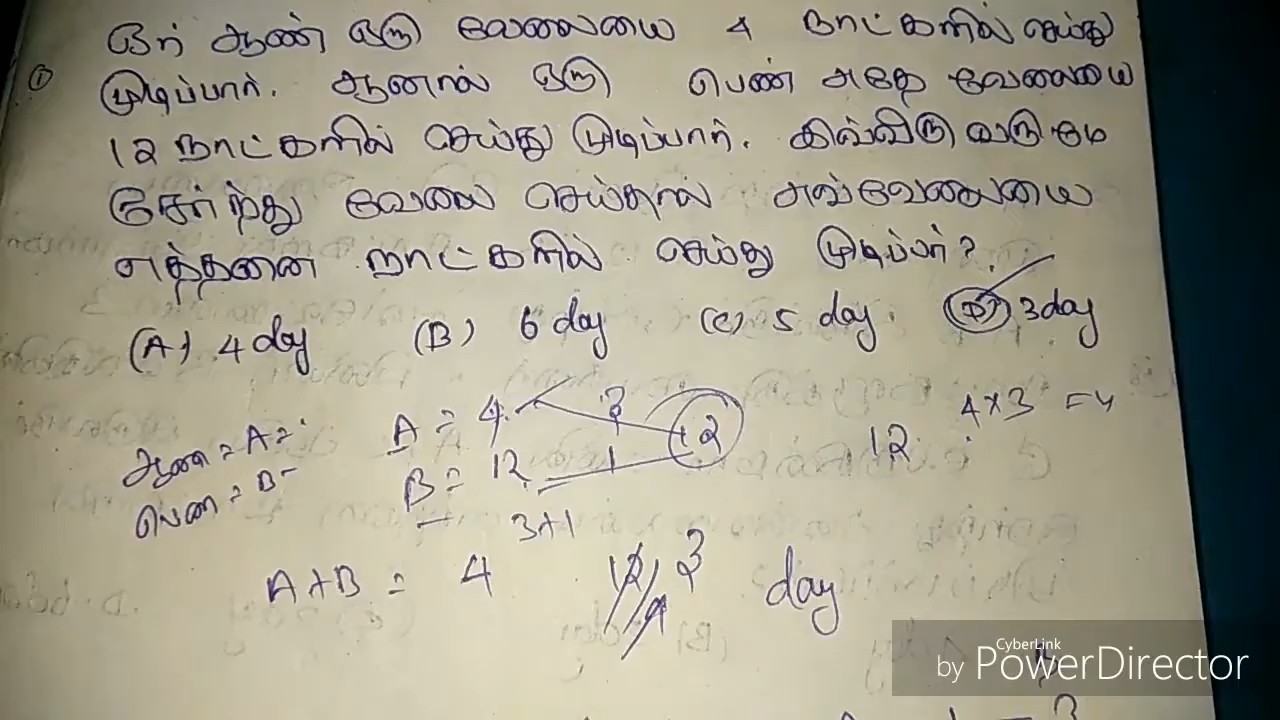 ஓர் ஆண் ஒரு வேலையை 4 நாட்களில் செய்து
① முடிப்பார். ஆனால் ஒரு பெண் அதே வேலையை
12 நாட்களில் செய்து முடிப்பார். இவ்விருவருமே
சேர்ந்து வேலை செய்தால் அவ்வேலையை
எத்தனை நாட்களில் செய்து முடிப்பர்?
(A) 4 day (B) 6 day (C) 5 day. (D) 3 day
ஆண = A = A = 4 3 12 12 4x3 =4
பெண = B = B = 12 1
3+1
A+B = 4 12/4 3 day
CyberLink
by PowerDirector